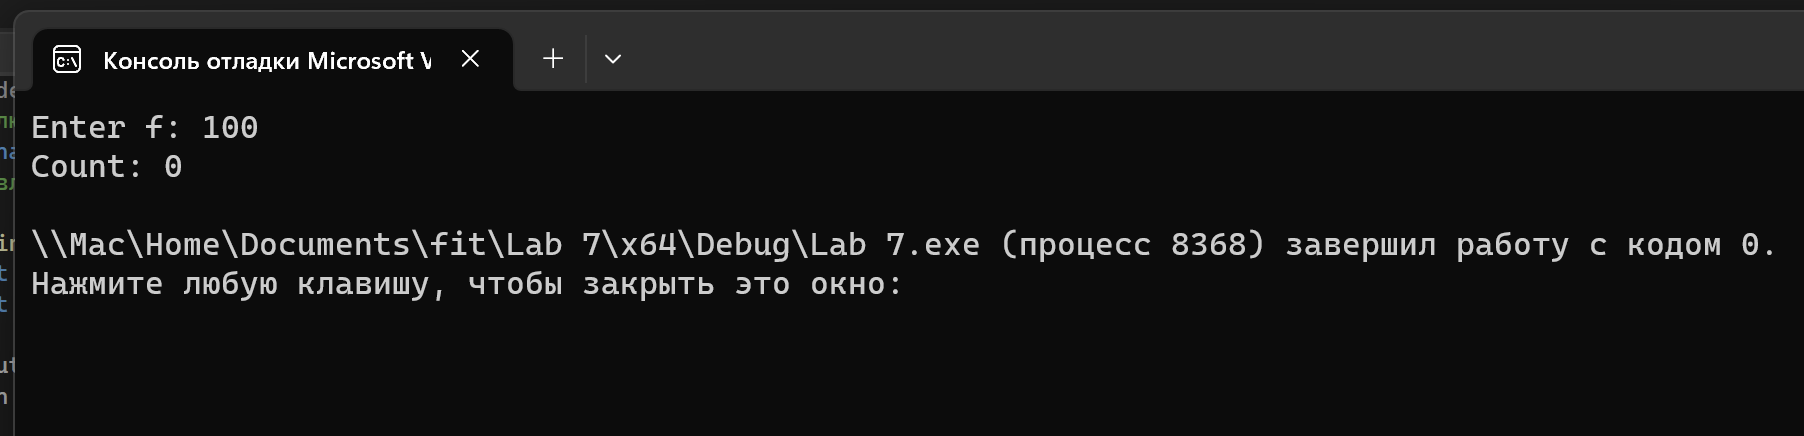 Консоль отладки Microsoft
Enter f: 100
Count: 0
\\Mac\Home\Documents\fit\Lab 7\x64\Debug\Lab 7.exe (процесс 8368) завершил работу с кодом 0.
Нажмите любую клавишу, чтобы закрыть это окно: